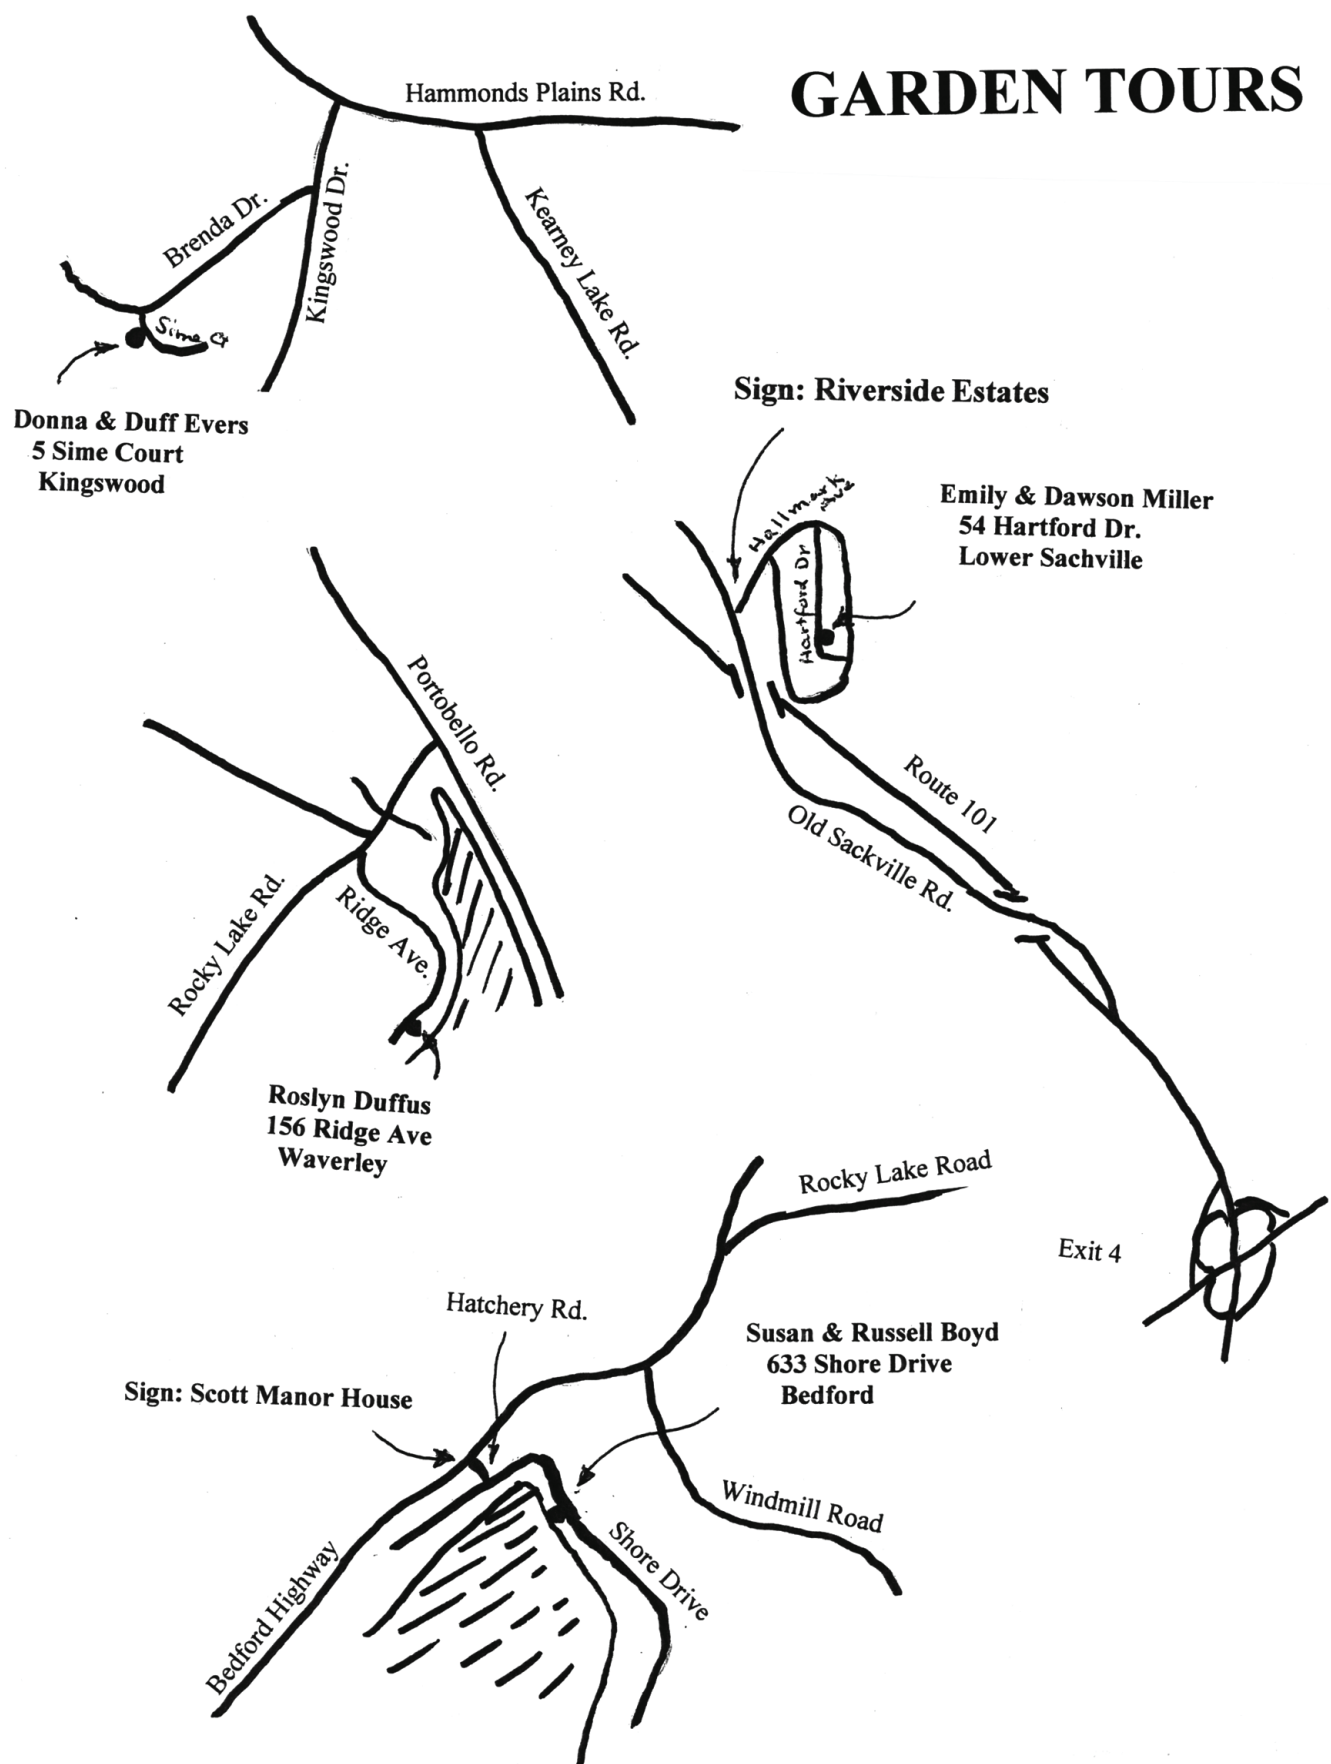 GARDEN TOURS
Hammonds Plains Rd.
Brenda Dr.
Kingswood Dr.
Kearney Lake Rd.
Sime Ct
Donna & Duff Evers
5 Sime Court
Kingswood
Sign: Riverside Estates
Hallmark
Ave
Hartford Dr
Emily & Dawson Miller
54 Hartford Dr.
Lower Sachville
Portobello Rd.
Route 101
Old Sackville Rd.
Rocky Lake Rd.
Ridge Ave.
Roslyn Duffus
156 Ridge Ave
Waverley
Rocky Lake Road
Exit 4
Hatchery Rd.
Susan & Russell Boyd
633 Shore Drive
Bedford
Sign: Scott Manor House
Windmill Road
Shore Drive
Bedford Highway